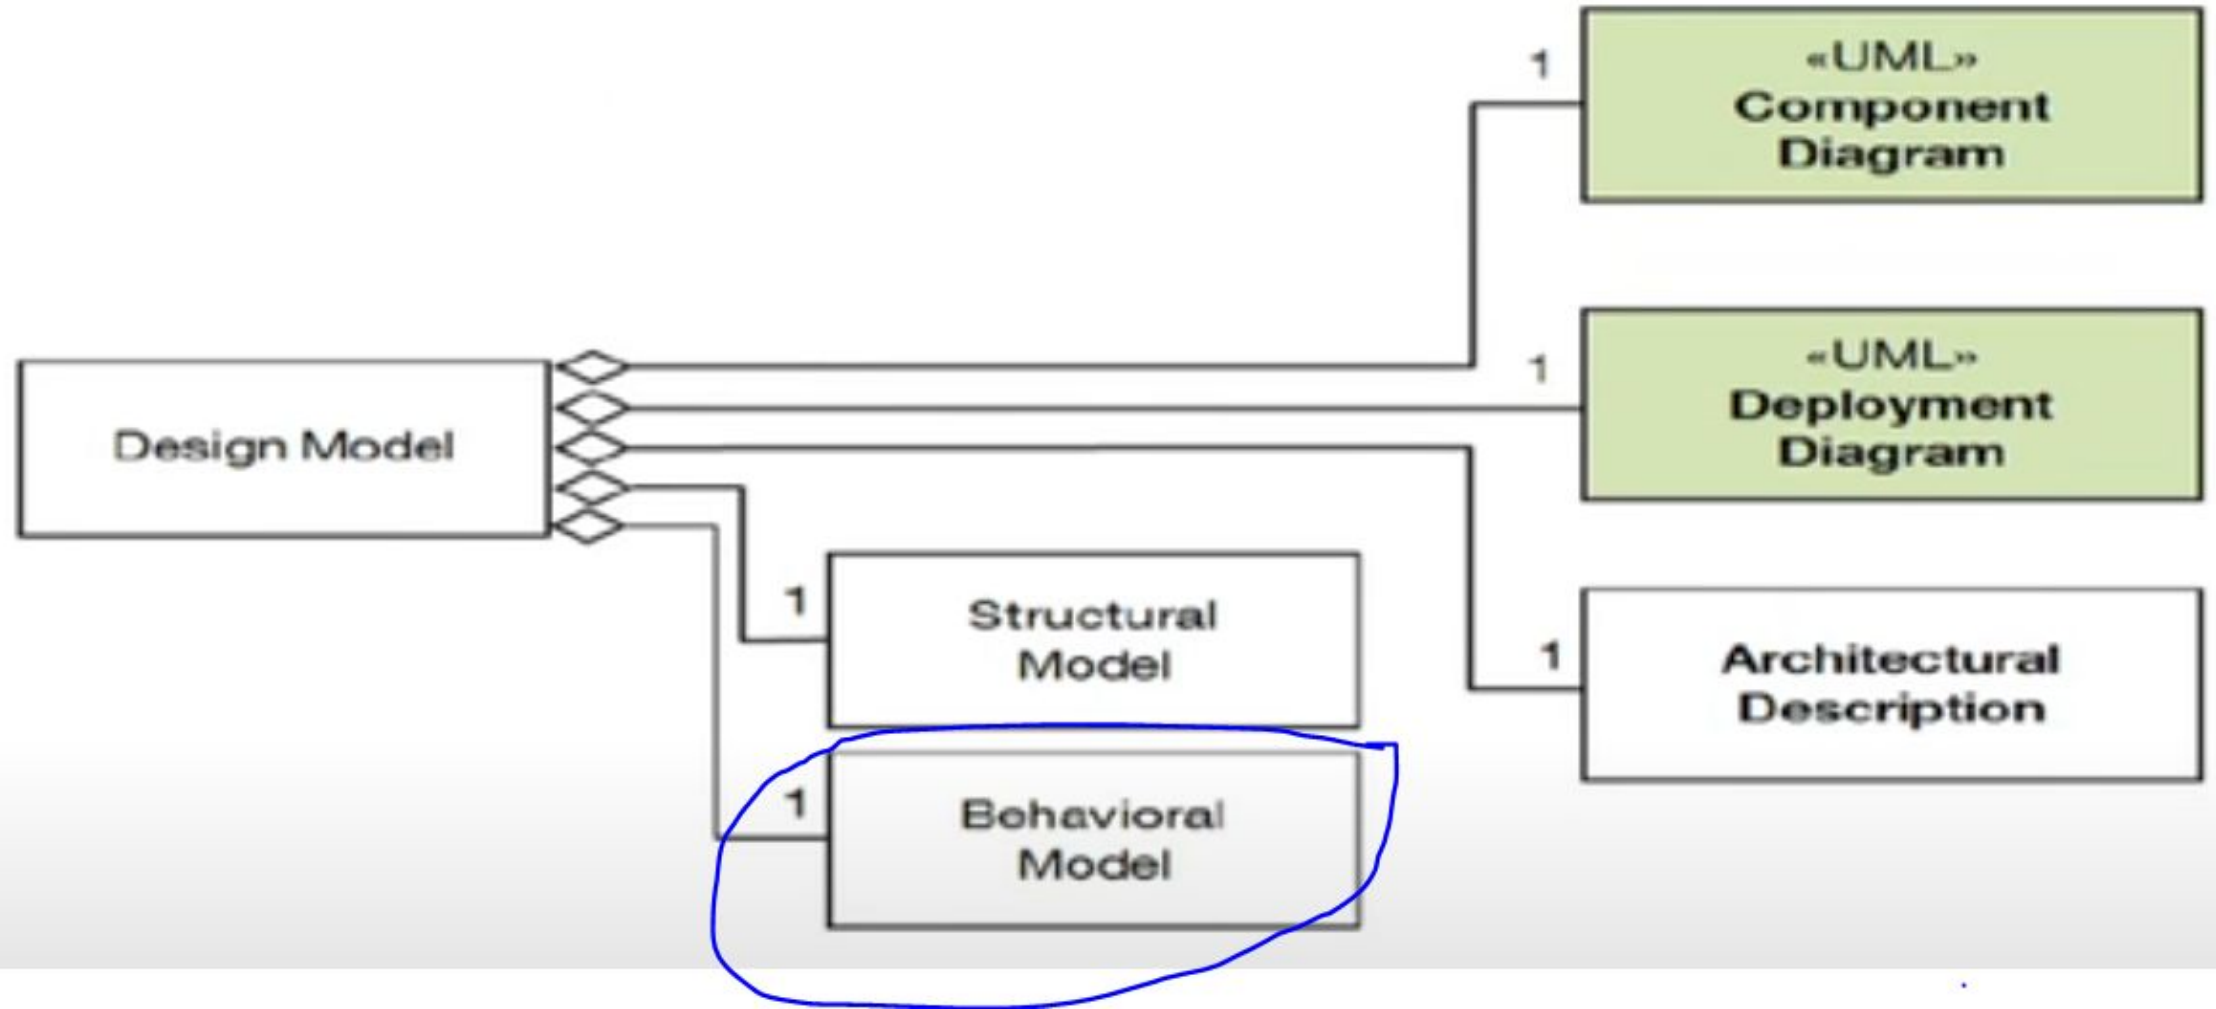 1
«UML»
Component
Diagram
1
«UML»
Deployment
Diagram
Design Model
1
Structural
Model
1
Architectural
Description
1
Behavioral
Model